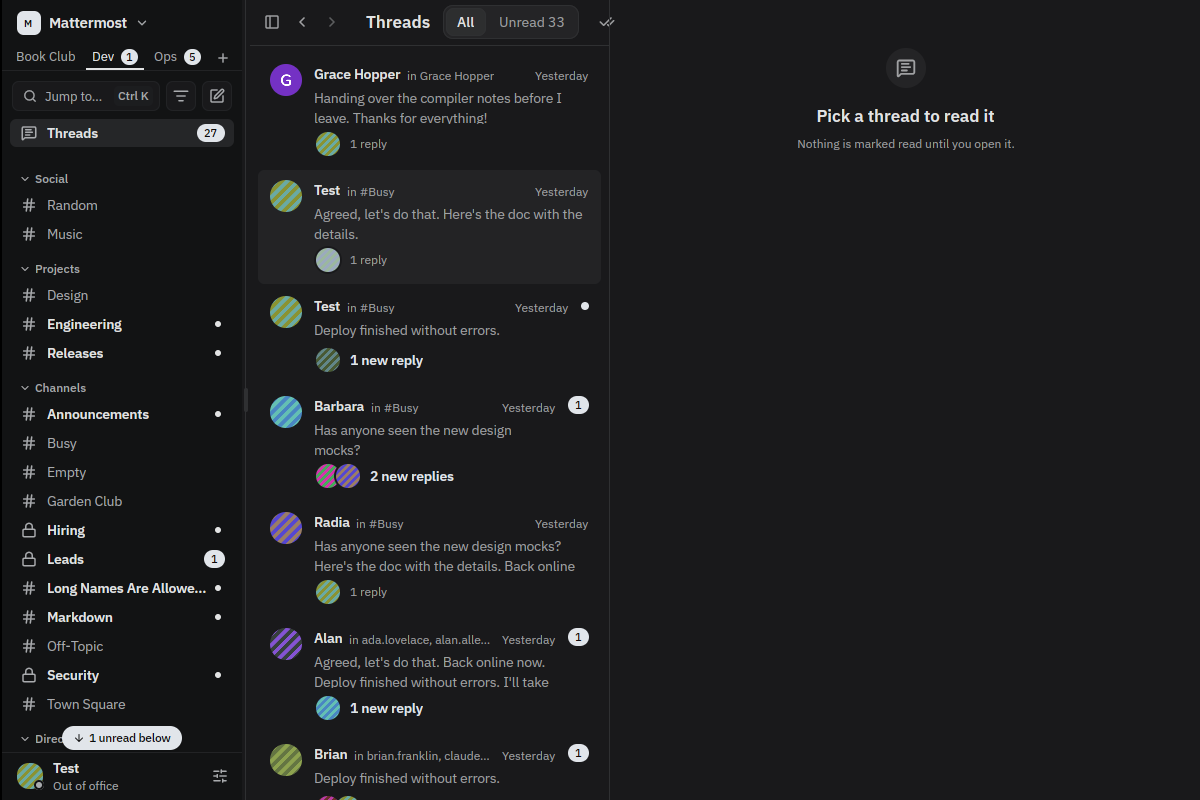 M Mattermost
Book Club Dev 1 Ops 5
Jump to... Ctrl K
Threads 27
Social
Random
Music
Projects
Design
Engineering
Releases
Channels
Announcements
Busy
Empty
Garden Club
Hiring
Leads 1
Long Names Are Allowe...
Markdown
Off-Topic
Security
Town Square
Direc
1 unread below
Test
Out of office
Threads All Unread 33
G Grace Hopper in Grace Hopper Yesterday
Handing over the compiler notes before I
leave. Thanks for everything!
1 reply
Test in #Busy Yesterday
Agreed, let's do that. Here's the doc with the
details.
1 reply
Test in #Busy Yesterday
Deploy finished without errors.
1 new reply
Barbara in #Busy Yesterday 1
Has anyone seen the new design
mocks?
2 new replies
Radia in #Busy Yesterday
Has anyone seen the new design mocks?
Here's the doc with the details. Back online
1 reply
Alan in ada.lovelace, alan.alle... Yesterday 1
Agreed, let's do that. Back online now.
Deploy finished without errors. I'll take
1 new reply
Brian in brian.franklin, claude... Yesterday 1
Deploy finished without errors.
Pick a thread to read it
Nothing is marked read until you open it.